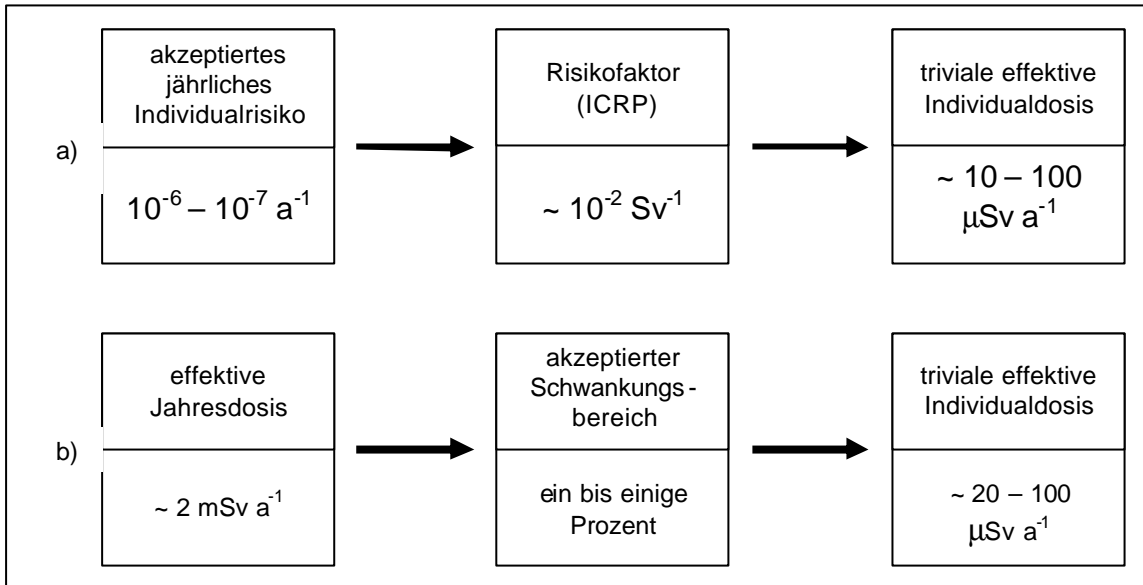 a)
akzeptiertes
jährliches
Individualrisiko
10⁻⁶ – 10⁻⁷ a⁻¹
Risikofaktor
(ICRP)
~ 10⁻² Sv⁻¹
triviale effektive
Individualdosis
~ 10 – 100
µSv a⁻¹
b)
effektive
Jahresdosis
~ 2 mSv a⁻¹
akzeptierter
Schwankungs-
bereich
ein bis einige
Prozent
triviale effektive
Individualdosis
~ 20 – 100
µSv a⁻¹